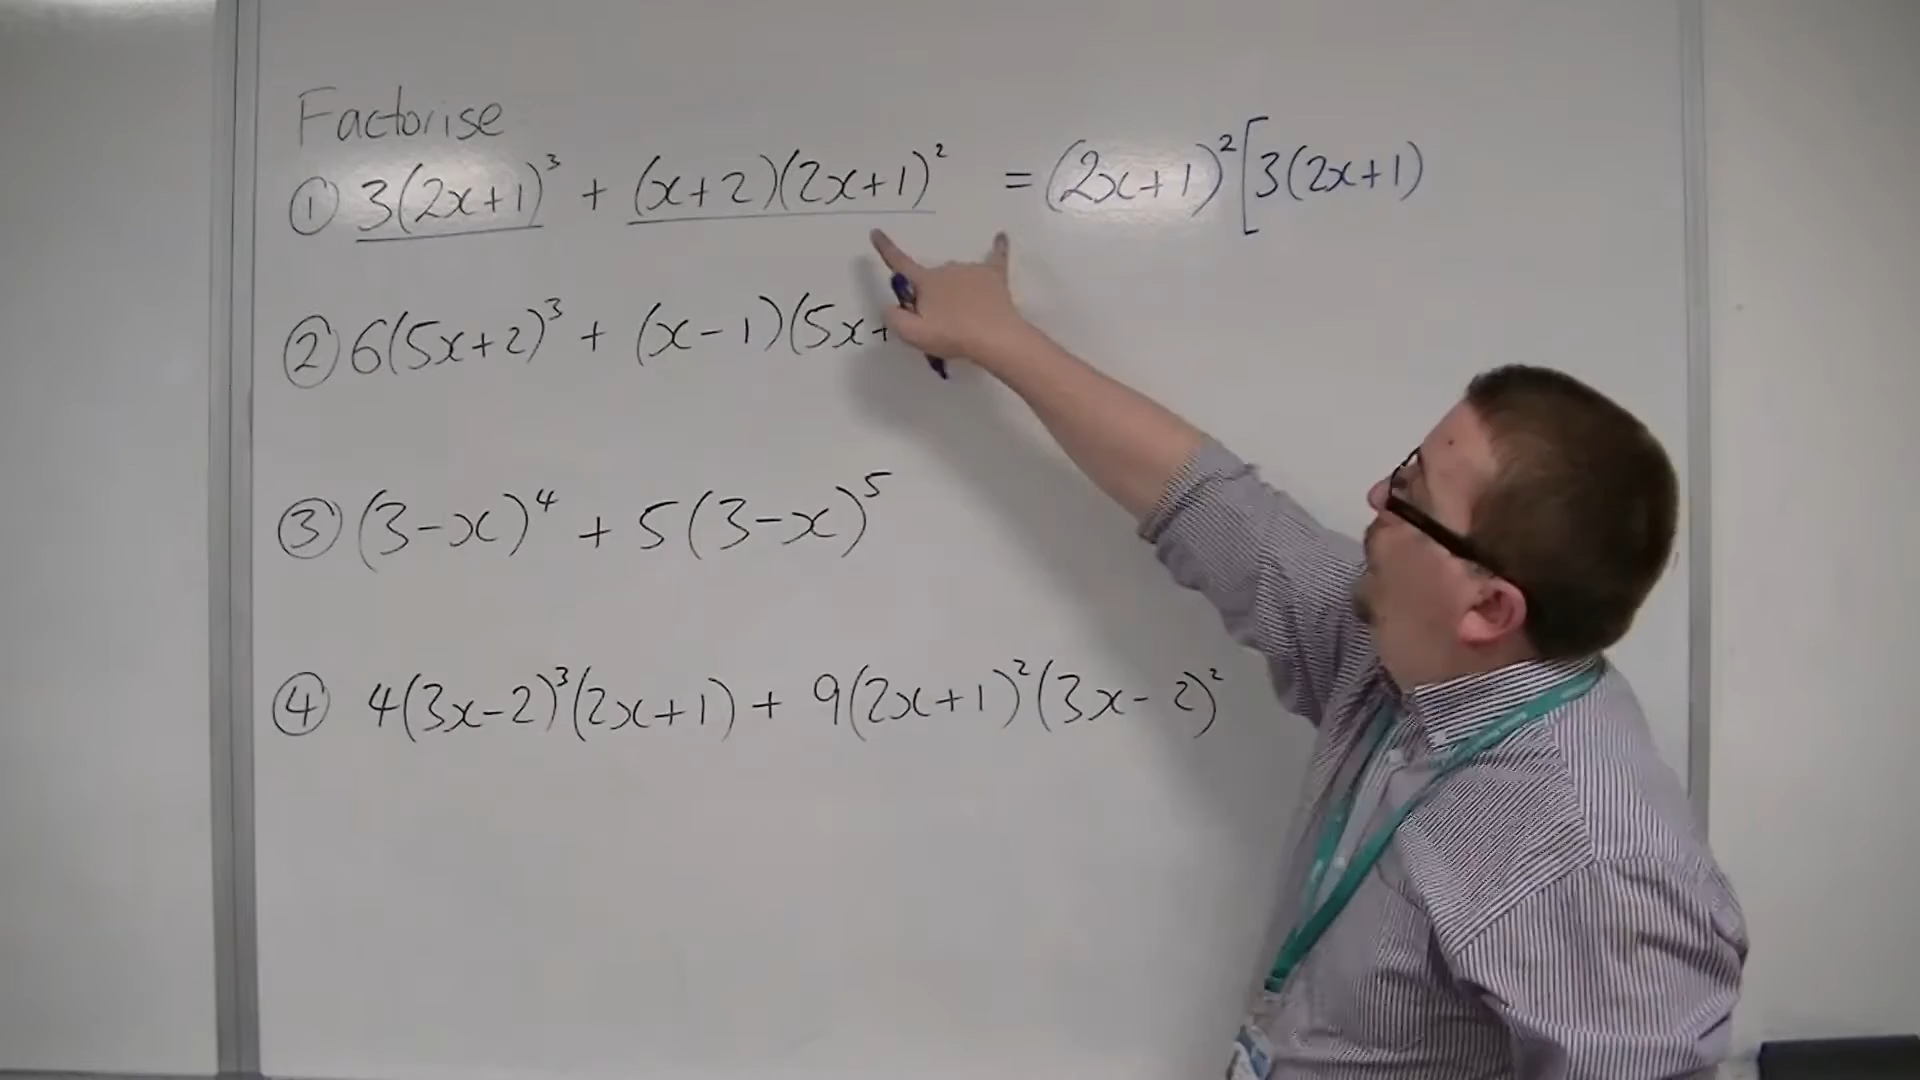 Factorise
① 3(2x+1)³ + (x+2)(2x+1)² = (2x+1)²[3(2x+1)
② 6(5x+2)³ + (x-1)(5x+
③ (3-x)⁴ + 5(3-x)⁵
④ 4(3x-2)³(2x+1) + 9(2x+1)²(3x-2)²